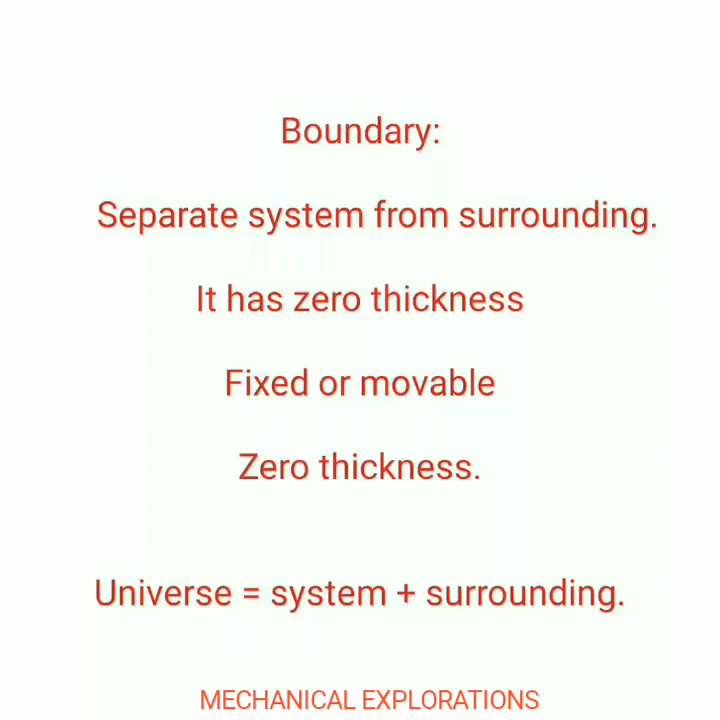 Boundary:
Separate system from surrounding.
It has zero thickness
Fixed or movable
Zero thickness.
Universe = system + surrounding.
MECHANICAL EXPLORATIONS